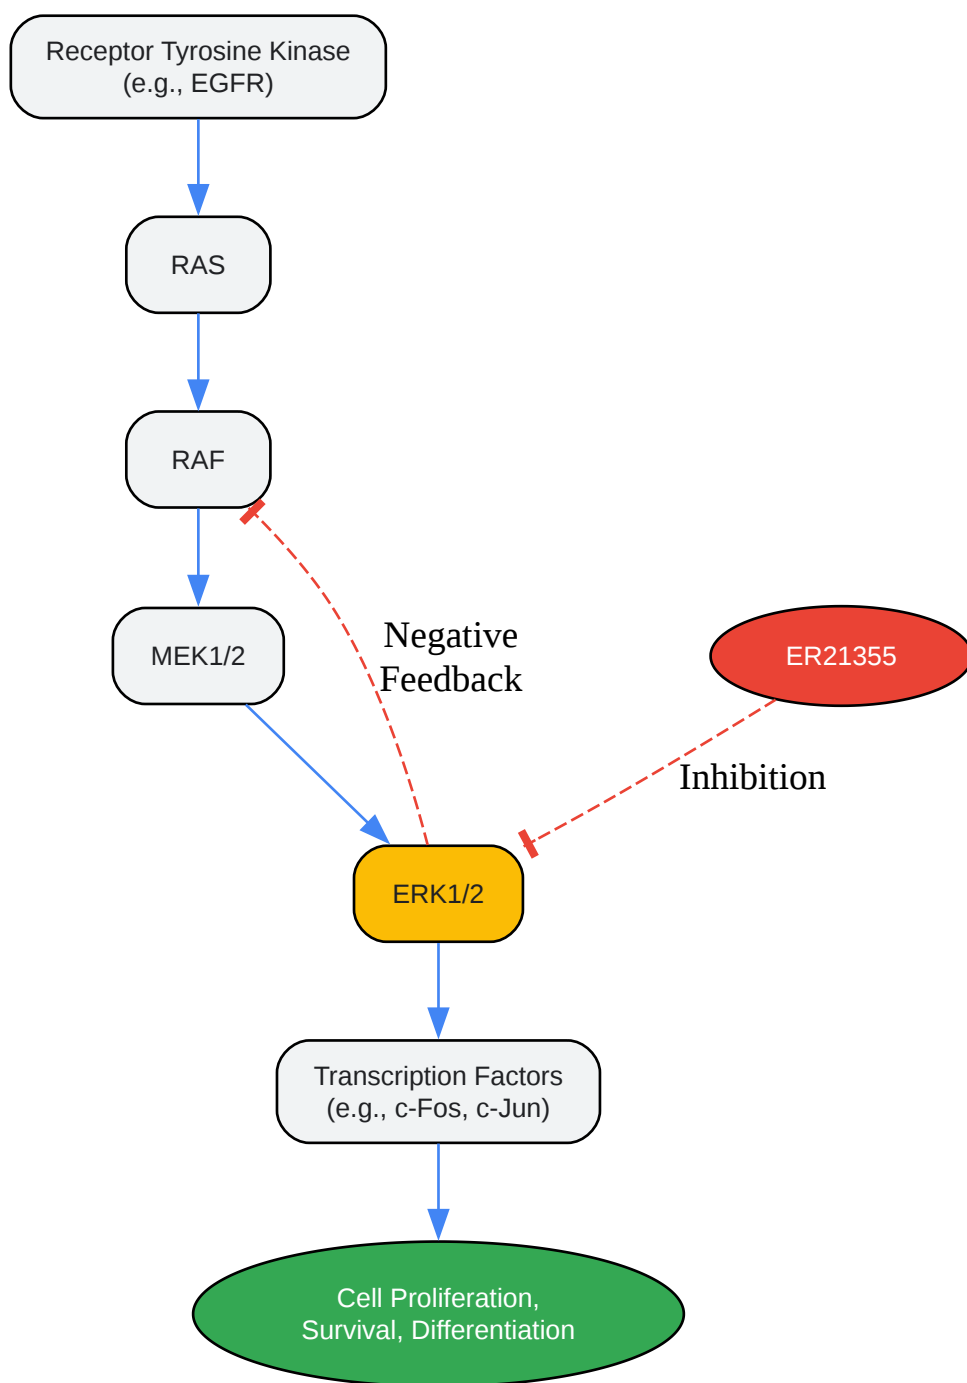 Receptor Tyrosine Kinase
(e.g., EGFR)
RAS
RAF
Negative
Feedback
MEK1/2
ER21355
Inhibition
ERK1/2
Transcription Factors
(e.g., c-Fos, c-Jun)
Cell Proliferation,
Survival, Differentiation